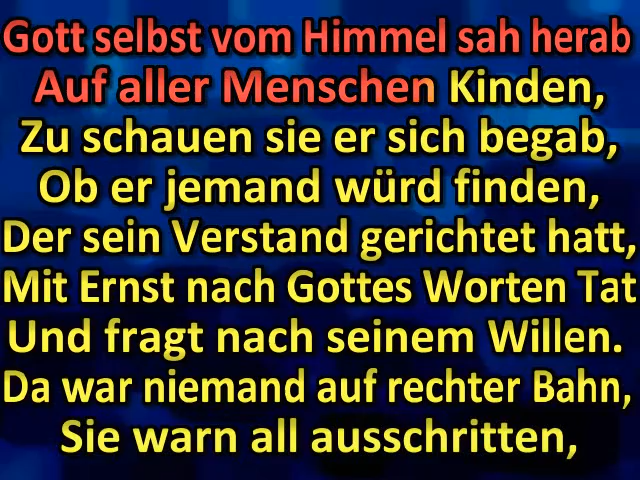 Gott selbst vom Himmel sah herab
Auf aller Menschen Kinden,
Zu schauen sie er sich begab,
Ob er jemand würd finden,
Der sein Verstand gerichtet hatt,
Mit Ernst nach Gottes Worten Tat
Und fragt nach seinem Willen.
Da war niemand auf rechter Bahn,
Sie warn all ausschritten,